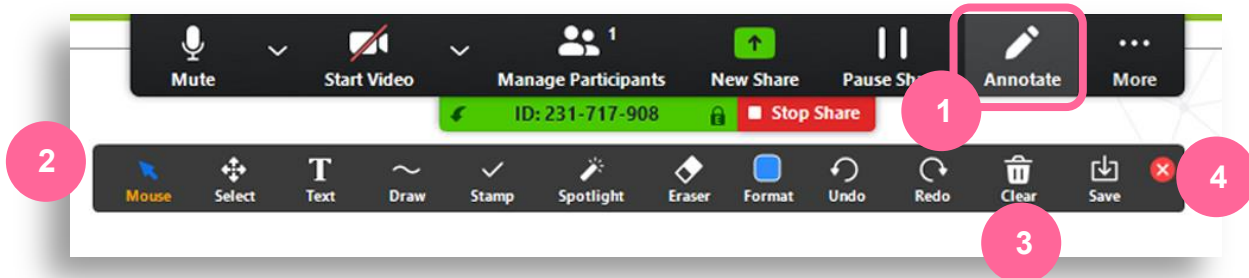 1
Mute
Start Video
Manage Participants
New Share
Pause Sh
Annotate
More
1
ID: 231-717-908
Stop Share
2
Mouse
Select
Text
Draw
Stamp
Spotlight
Eraser
Format
Undo
Redo
Clear
Save
4
3